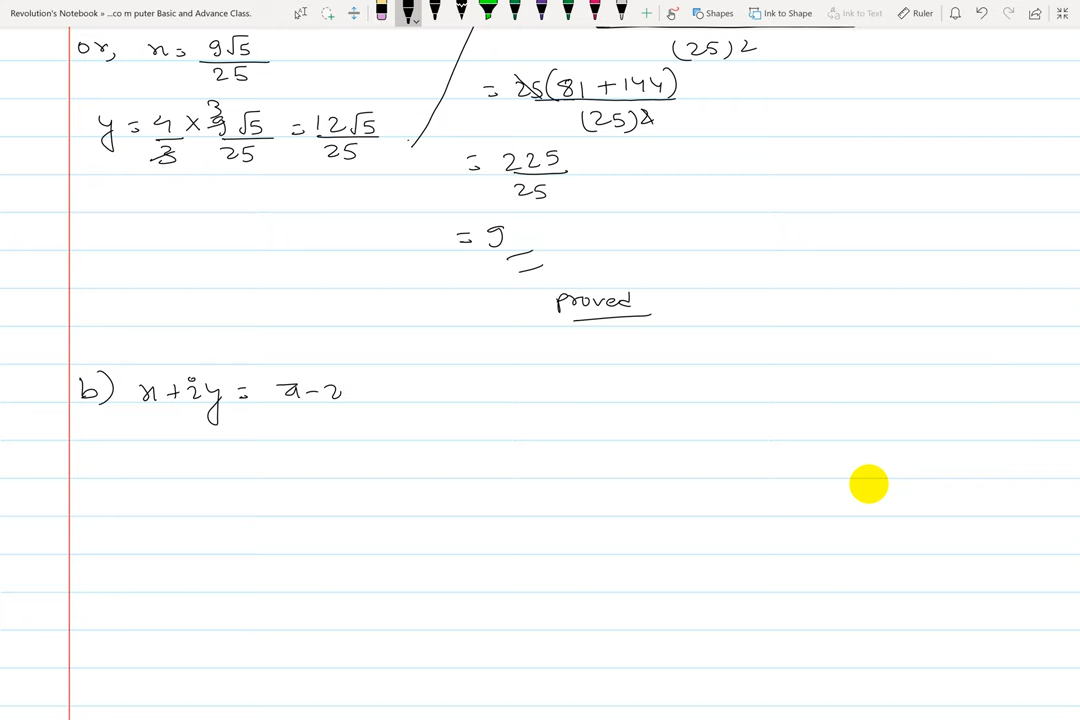 Revolution's Notebook » ...co m puter Basic and Advance Class.
Shapes
Ink to Shape
Ink to Text
Ruler
or, x = 9√5 / 25
y = 4/3 × 9√5 / 25 = 12√5 / 25
3
(25)2
= 25(81+144) / (25)2
= 225 / 25
= 9
proved
b) x+iy =